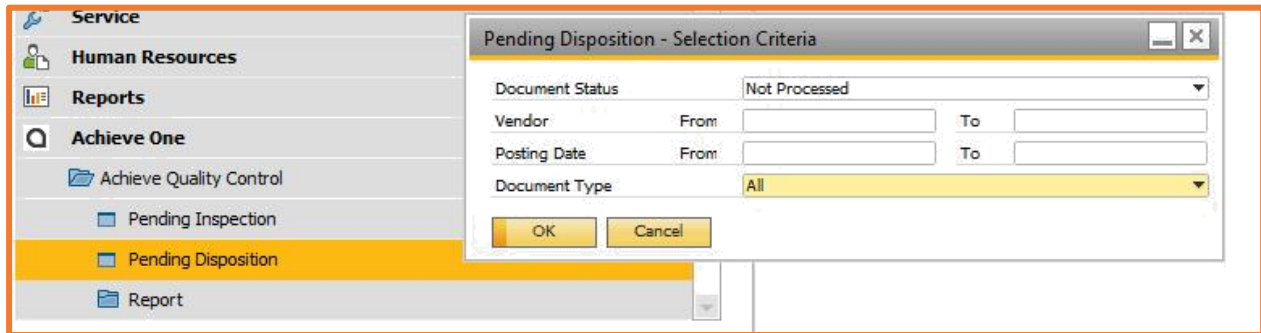 Service
Human Resources
Reports
Achieve One
Achieve Quality Control
Pending Inspection
Pending Disposition
Report
Pending Disposition - Selection Criteria
Document Status Not Processed
Vendor From To
Posting Date From To
Document Type All
OK Cancel